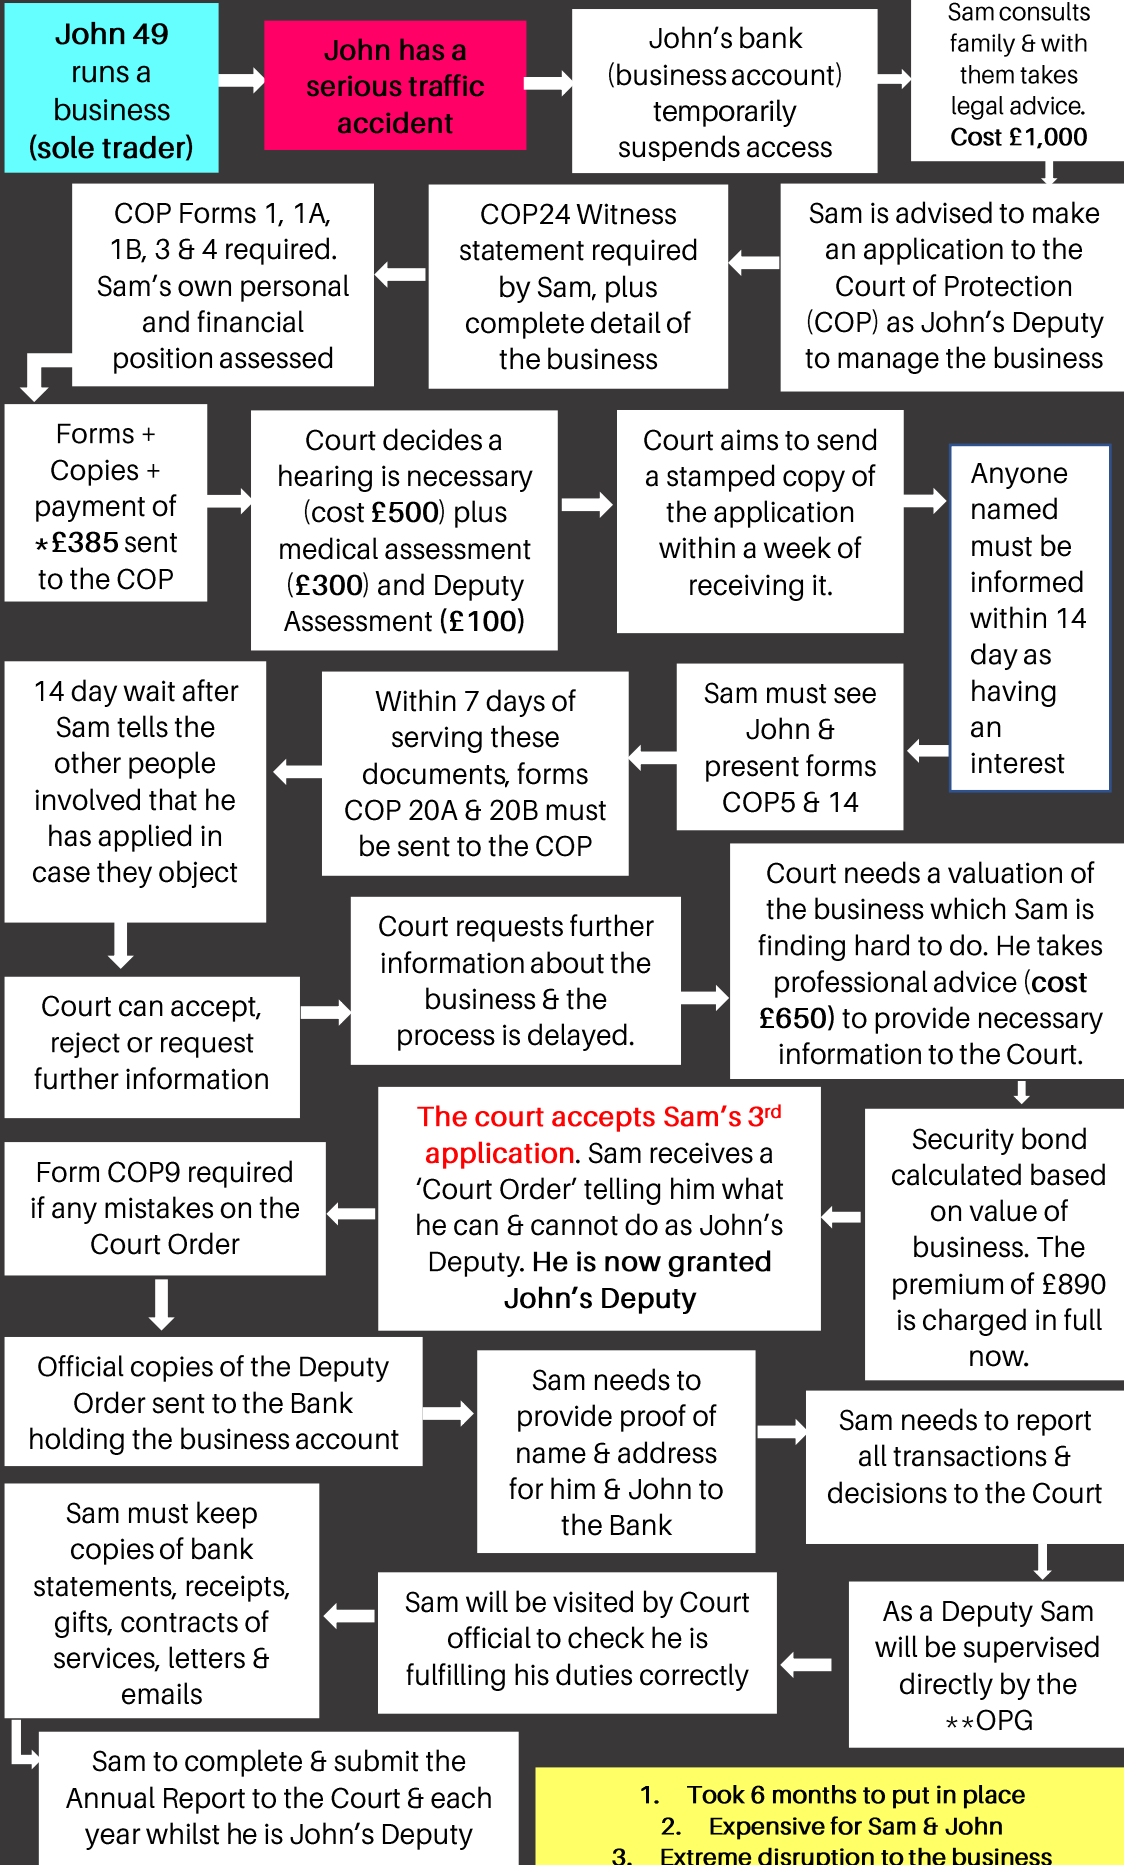 John 49
runs a
business
(sole trader)
John has a
serious traffic
accident
John’s bank
(business account)
temporarily
suspends access
Sam consults
family & with
them takes
legal advice.
Cost £1,000
Sam is advised to make
an application to the
Court of Protection
(COP) as John’s Deputy
to manage the business
COP24 Witness
statement required
by Sam, plus
complete detail of
the business
COP Forms 1, 1A,
1B, 3 & 4 required.
Sam’s own personal
and financial
position assessed
Forms +
Copies +
payment of
*£385 sent
to the COP
Court decides a
hearing is necessary
(cost £500) plus
medical assessment
(£300) and Deputy
Assessment (£100)
Court aims to send
a stamped copy of
the application
within a week of
receiving it.
Anyone
named
must be
informed
within 14
day as
having
an
interest
Sam must see
John &
present forms
COP5 & 14
Within 7 days of
serving these
documents, forms
COP 20A & 20B must
be sent to the COP
14 day wait after
Sam tells the
other people
involved that he
has applied in
case they object
Court can accept,
reject or request
further information
Court requests further
information about the
business & the
process is delayed.
Court needs a valuation of
the business which Sam is
finding hard to do. He takes
professional advice (cost
£650) to provide necessary
information to the Court.
Security bond
calculated based
on value of
business. The
premium of £890
is charged in full
now.
The court accepts Sam’s 3rd
application. Sam receives a
‘Court Order’ telling him what
he can & cannot do as John’s
Deputy. He is now granted
John’s Deputy
Form COP9 required
if any mistakes on the
Court Order
Official copies of the Deputy
Order sent to the Bank
holding the business account
Sam needs to
provide proof of
name & address
for him & John to
the Bank
Sam needs to report
all transactions &
decisions to the Court
As a Deputy Sam
will be supervised
directly by the
**OPG
Sam will be visited by Court
official to check he is
fulfilling his duties correctly
Sam must keep
copies of bank
statements, receipts,
gifts, contracts of
services, letters &
emails
Sam to complete & submit the
Annual Report to the Court & each
year whilst he is John’s Deputy
1. Took 6 months to put in place
2. Expensive for Sam & John
3. Extreme disruption to the business